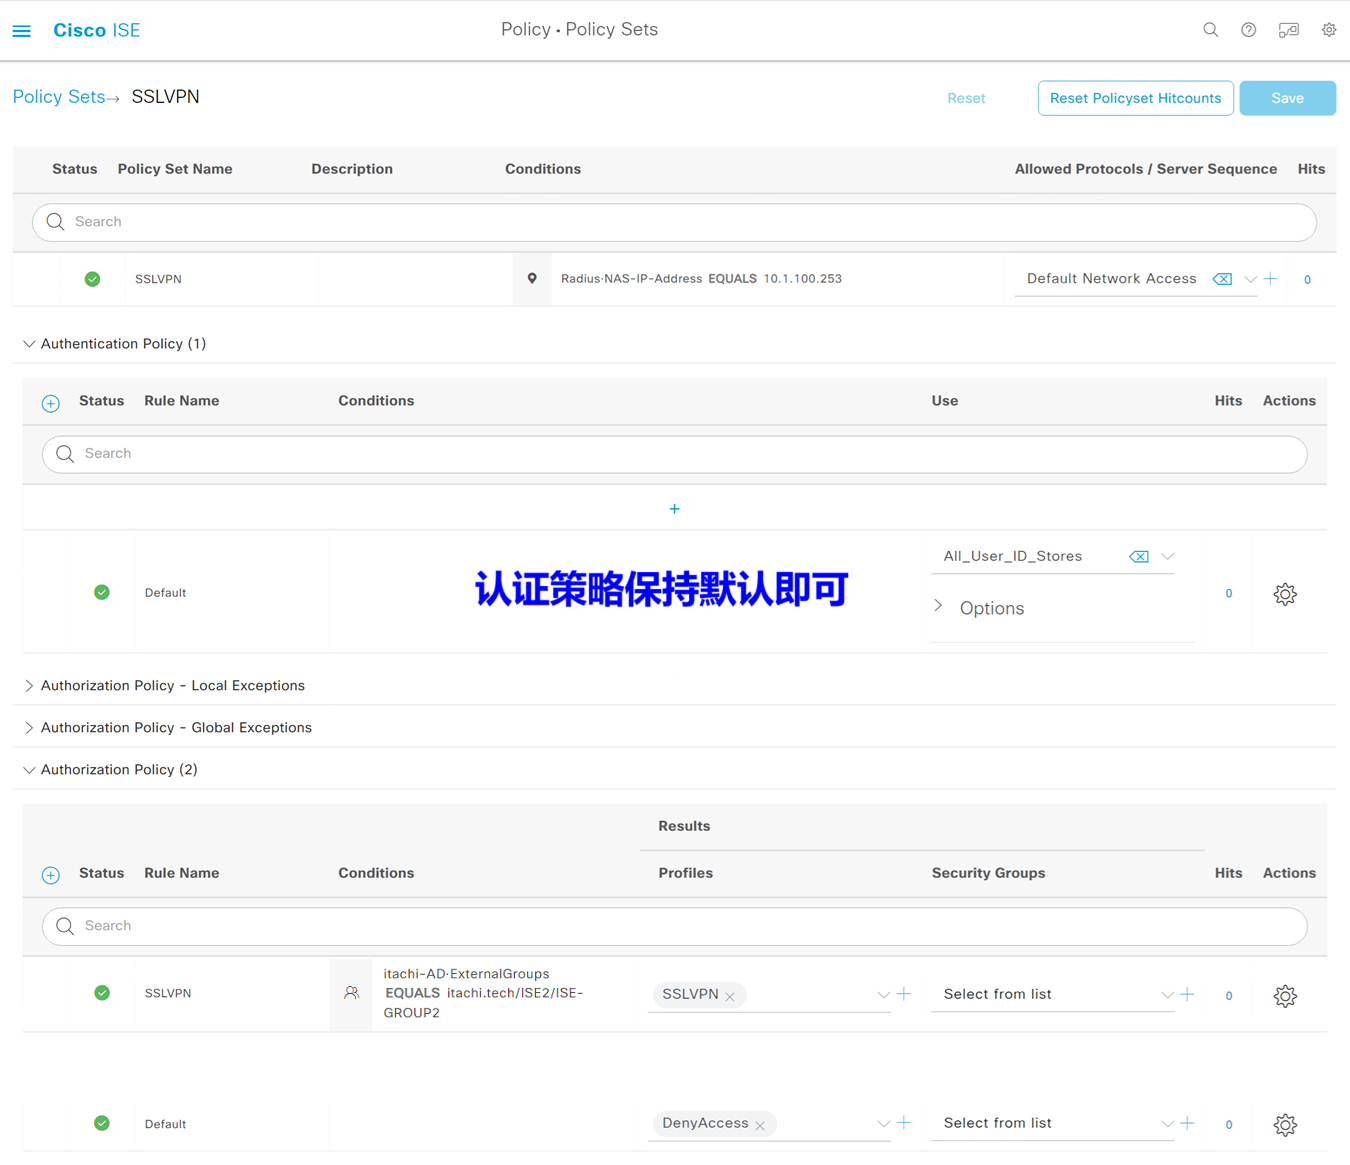 Cisco ISE
Policy • Policy Sets
Policy Sets→ SSLVPN
Reset
Reset Policyset Hitcounts
Save
Status Policy Set Name Description Conditions Allowed Protocols / Server Sequence Hits
Search
SSLVPN Radius·NAS-IP-Address EQUALS 10.1.100.253 Default Network Access 0
Authentication Policy (1)
Status Rule Name Conditions Use Hits Actions
Search
+
All_User_ID_Stores
Default 认证策略保持默认即可 0
Options
Authorization Policy - Local Exceptions
Authorization Policy - Global Exceptions
Authorization Policy (2)
Results
Status Rule Name Conditions Profiles Security Groups Hits Actions
Search
itachi-AD·ExternalGroups
SSLVPN EQUALS itachi.tech/ISE2/ISE- SSLVPN Select from list 0
GROUP2
Default DenyAccess Select from list 0